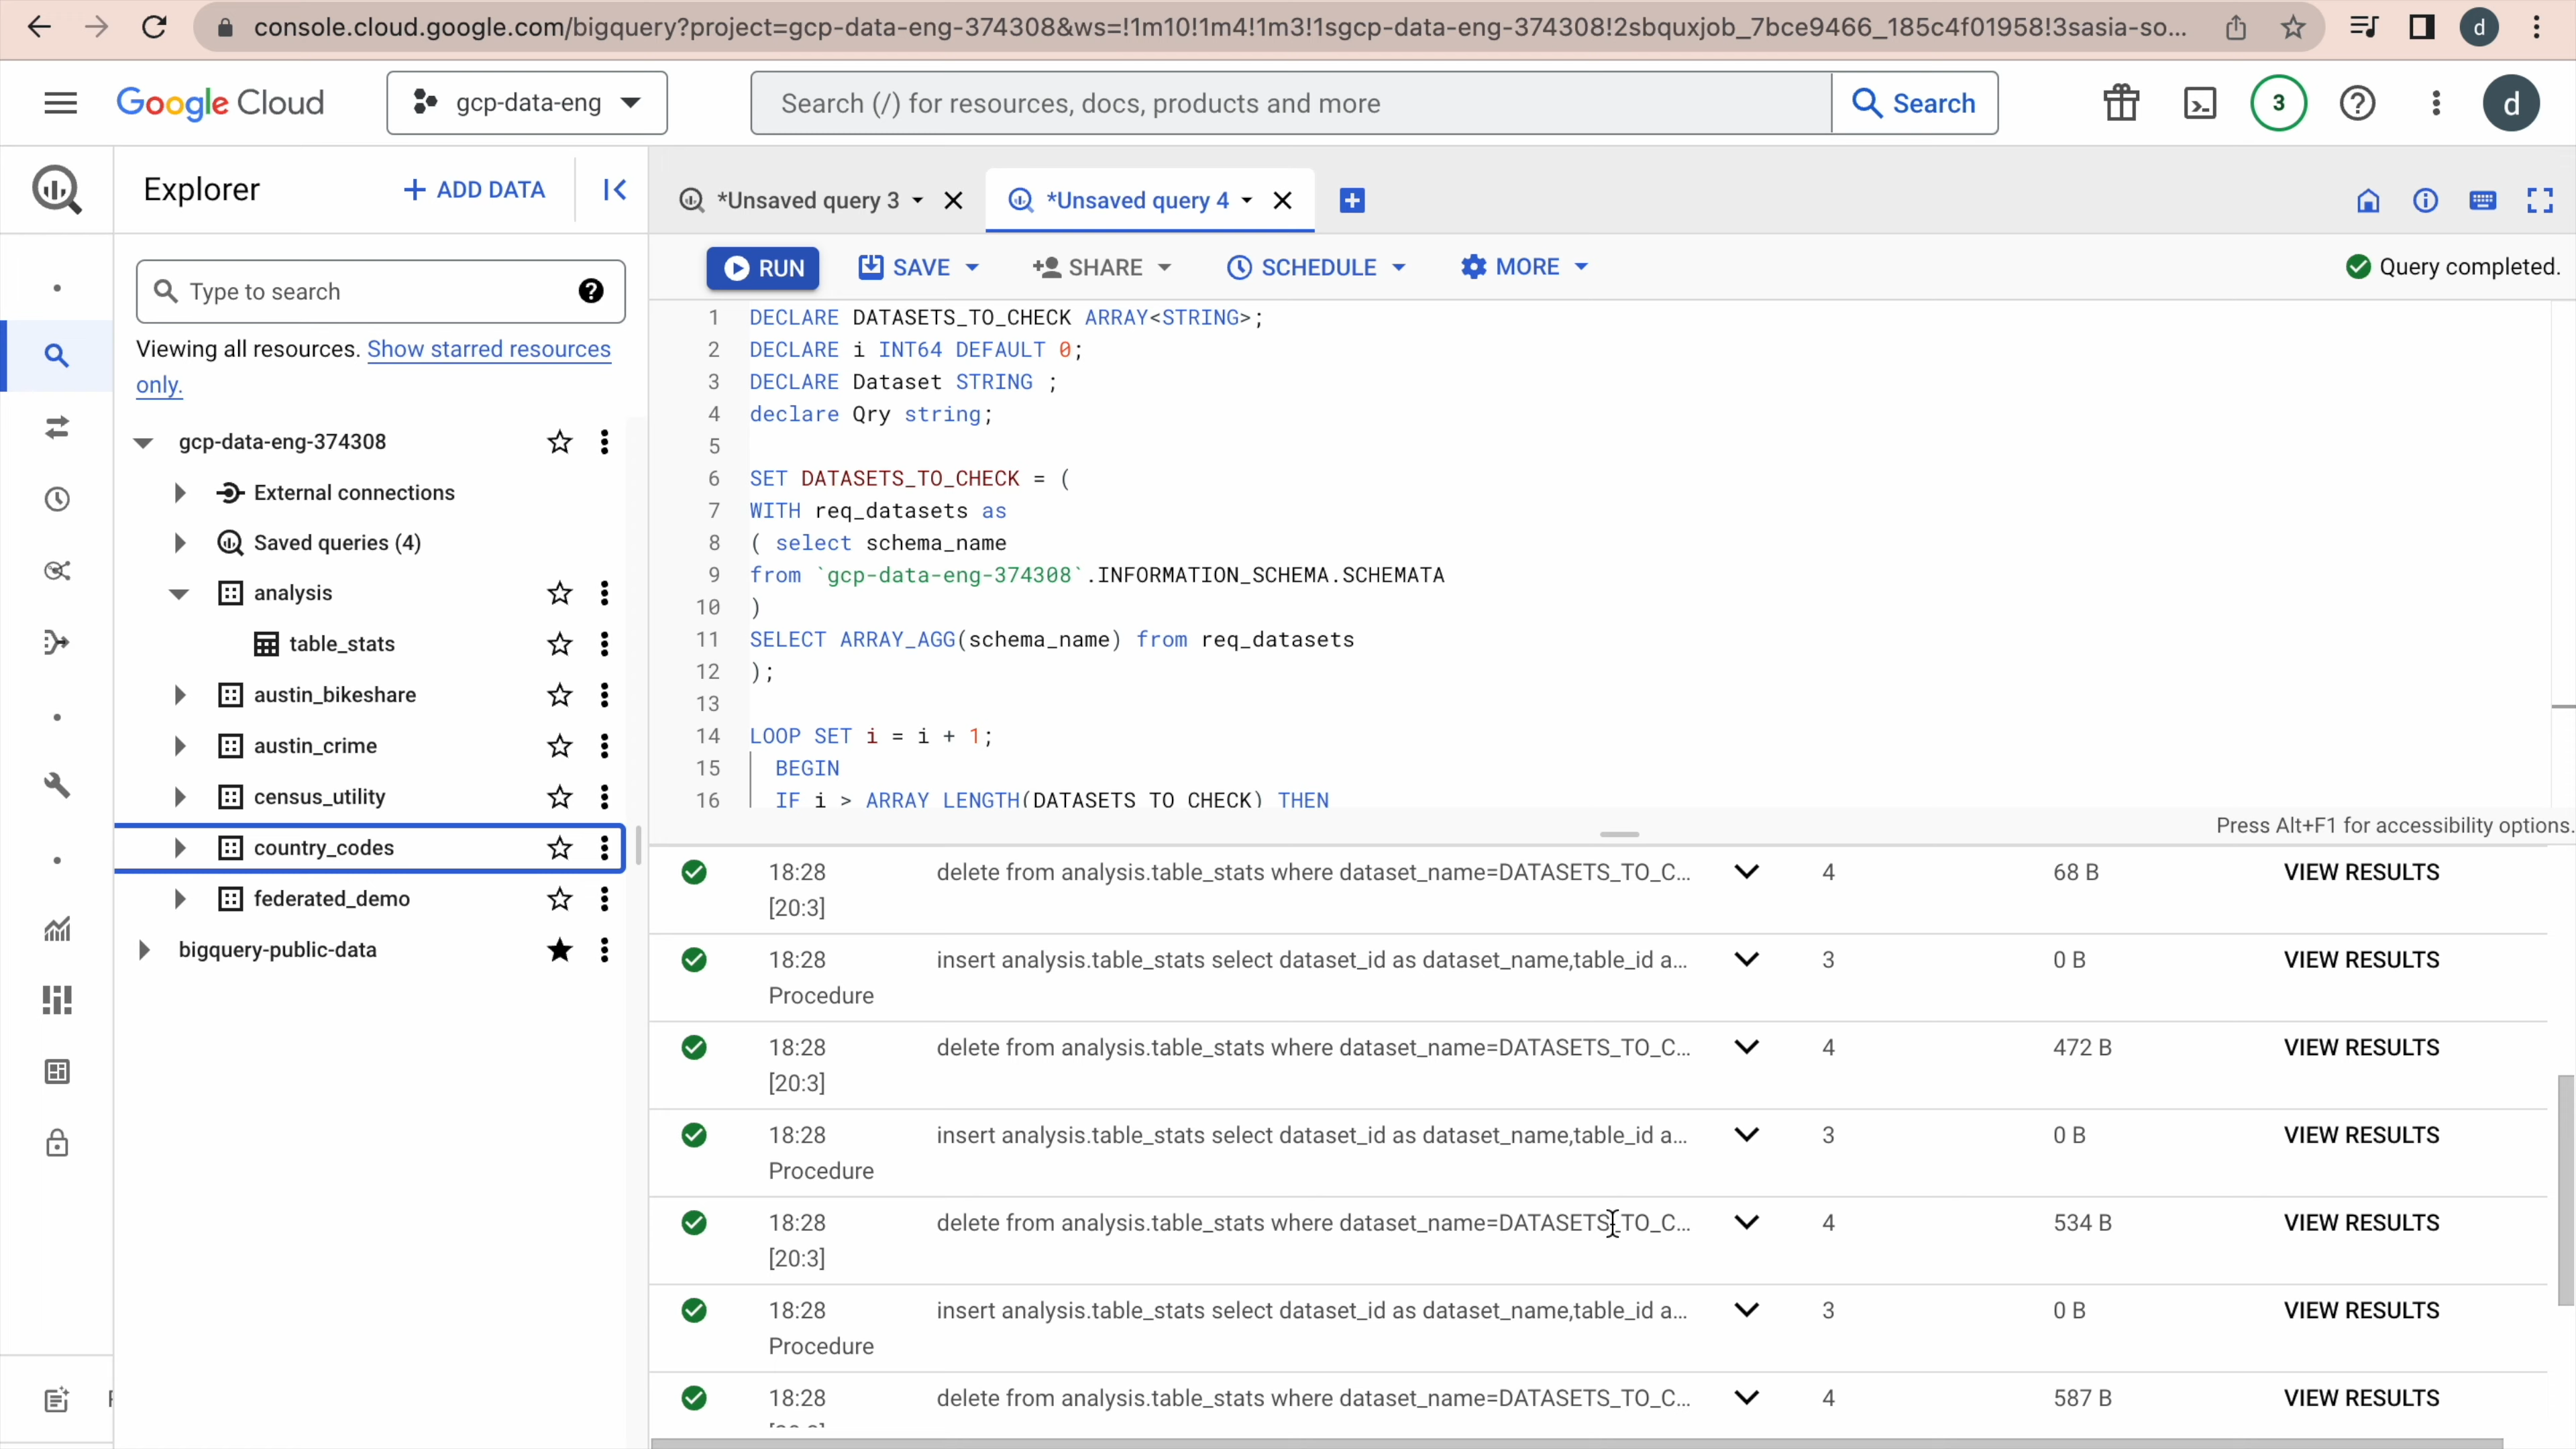 console.cloud.google.com/bigquery?project=gcp-data-eng-374308&ws=!1m10!1m4!1m3!1sgcp-data-eng-374308!2sbquxjob_7bce9466_185c4f01958!3sasia-so...
d
Google Cloud
gcp-data-eng
Search (/) for resources, docs, products and more
Search
3
d
Explorer
+ ADD DATA
*Unsaved query 3
*Unsaved query 4
RUN
SAVE
SHARE
SCHEDULE
MORE
Query completed.
Type to search
Viewing all resources. Show starred resources
only.
gcp-data-eng-374308
External connections
Saved queries (4)
analysis
table_stats
austin_bikeshare
austin_crime
census_utility
country_codes
federated_demo
bigquery-public-data
1 DECLARE DATASETS_TO_CHECK ARRAY<STRING>;
2 DECLARE i INT64 DEFAULT 0;
3 DECLARE Dataset STRING ;
4 declare Qry string;
5
6 SET DATASETS_TO_CHECK = (
7 WITH req_datasets as
8 ( select schema_name
9 from `gcp-data-eng-374308`.INFORMATION_SCHEMA.SCHEMATA
10 )
11 SELECT ARRAY_AGG(schema_name) from req_datasets
12 );
13
14 LOOP SET i = i + 1;
15 BEGIN
16 IF i > ARRAY_LENGTH(DATASETS_TO_CHECK) THEN
Press Alt+F1 for accessibility options.
18:28 delete from analysis.table_stats where dataset_name=DATASETS_TO_C... 4 68 B VIEW RESULTS
[20:3]
18:28 insert analysis.table_stats select dataset_id as dataset_name,table_id a... 3 0 B VIEW RESULTS
Procedure
18:28 delete from analysis.table_stats where dataset_name=DATASETS_TO_C... 4 472 B VIEW RESULTS
[20:3]
18:28 insert analysis.table_stats select dataset_id as dataset_name,table_id a... 3 0 B VIEW RESULTS
Procedure
18:28 delete from analysis.table_stats where dataset_name=DATASETS_TO_C... 4 534 B VIEW RESULTS
[20:3]
18:28 insert analysis.table_stats select dataset_id as dataset_name,table_id a... 3 0 B VIEW RESULTS
Procedure
18:28 delete from analysis.table_stats where dataset_name=DATASETS_TO_C... 4 587 B VIEW RESULTS